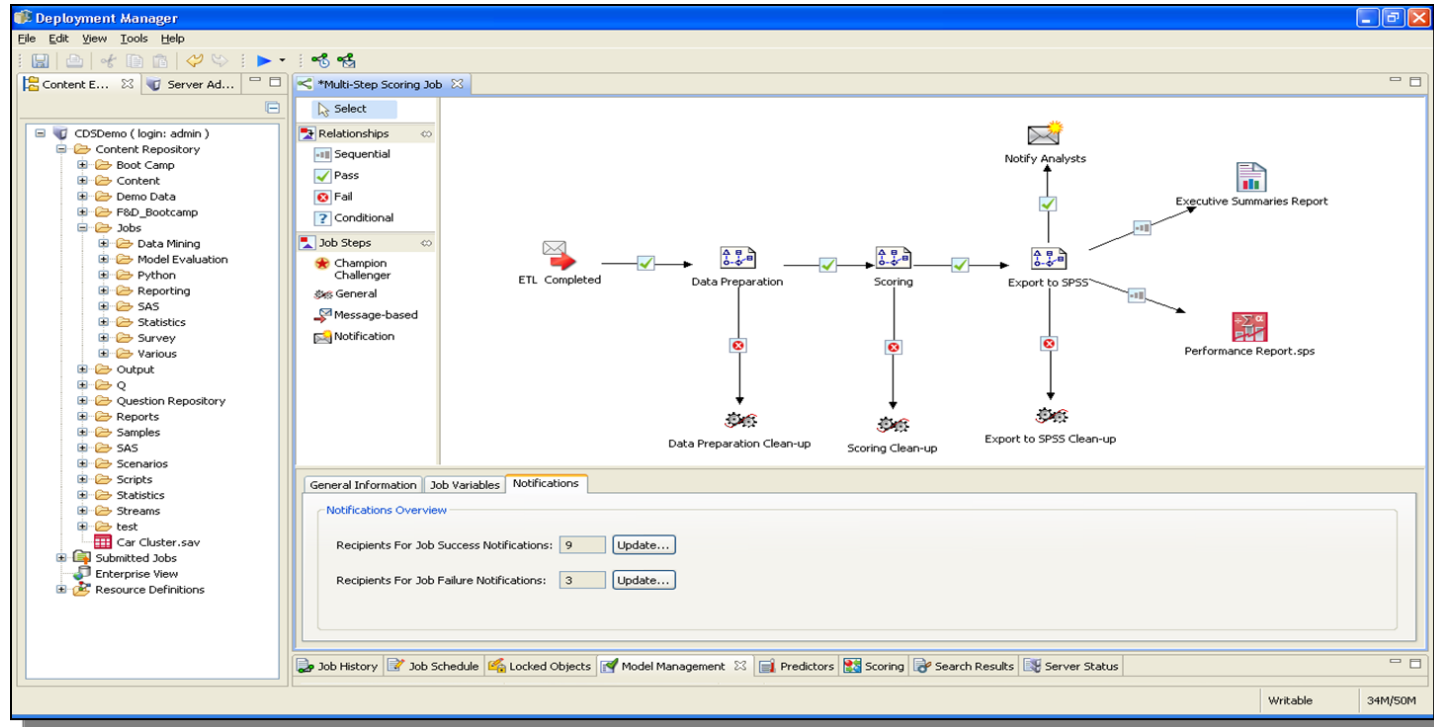 Deployment Manager
File Edit View Tools Help
Content E... Server Ad...
*Multi-Step Scoring Job
CDSDemo ( login: admin )
Content Repository
Boot Camp
Content
Demo Data
F&D_Bootcamp
Jobs
Data Mining
Model Evaluation
Python
Reporting
SAS
Statistics
Survey
Various
Output
Q
Question Repository
Reports
Samples
SAS
Scenarios
Scripts
Statistics
Streams
test
Car Cluster.sav
Submitted Jobs
Enterprise View
Resource Definitions
Select
Relationships
Sequential
Pass
Fail
Conditional
Job Steps
Champion
Challenger
General
Message-based
Notification
Notify Analysts
Executive Summaries Report
ETL Completed
Data Preparation
Scoring
Export to SPSS
Performance Report.sps
Data Preparation Clean-up
Scoring Clean-up
Export to SPSS Clean-up
General Information Job Variables Notifications
Notifications Overview
Recipients For Job Success Notifications: 9 Update...
Recipients For Job Failure Notifications: 3 Update...
Job History Job Schedule Locked Objects Model Management Predictors Scoring Search Results Server Status
Writable 34M/50M